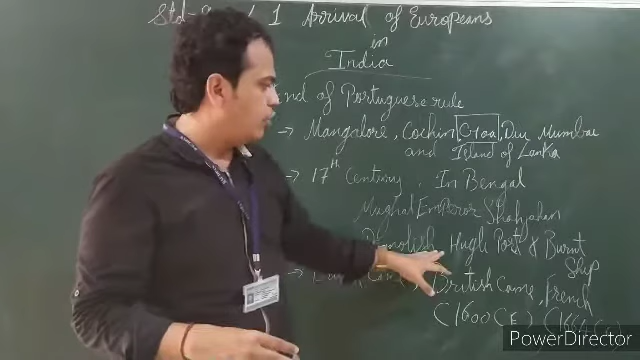 Std-8 1 Arrival of Europeans
in
India
End of Portuguese rule
→ Mangalore, Cochin, Goa, Diu, Mumbai
and Island of Lanka
→ 17th Century, In Bengal
Mughal Emperor Shahjahan
Demolish Hugli Port & Burnt
Ship
→ British Came, French
(1600 CE)
PowerDirector